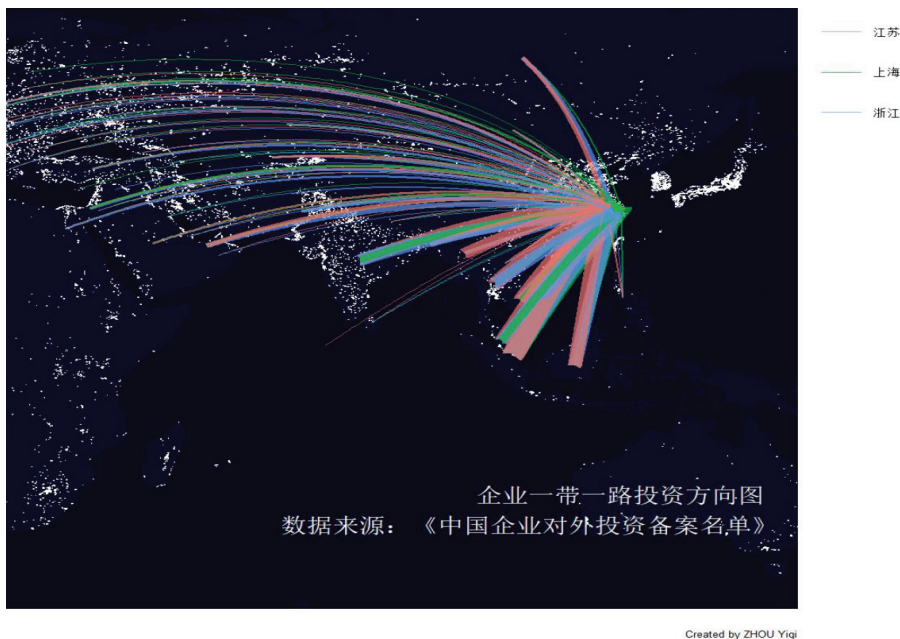 江苏
上海
浙江
企业一带一路投资方向图
数据来源：《中国企业对外投资备案名单》
Created by ZHOU Yiqi